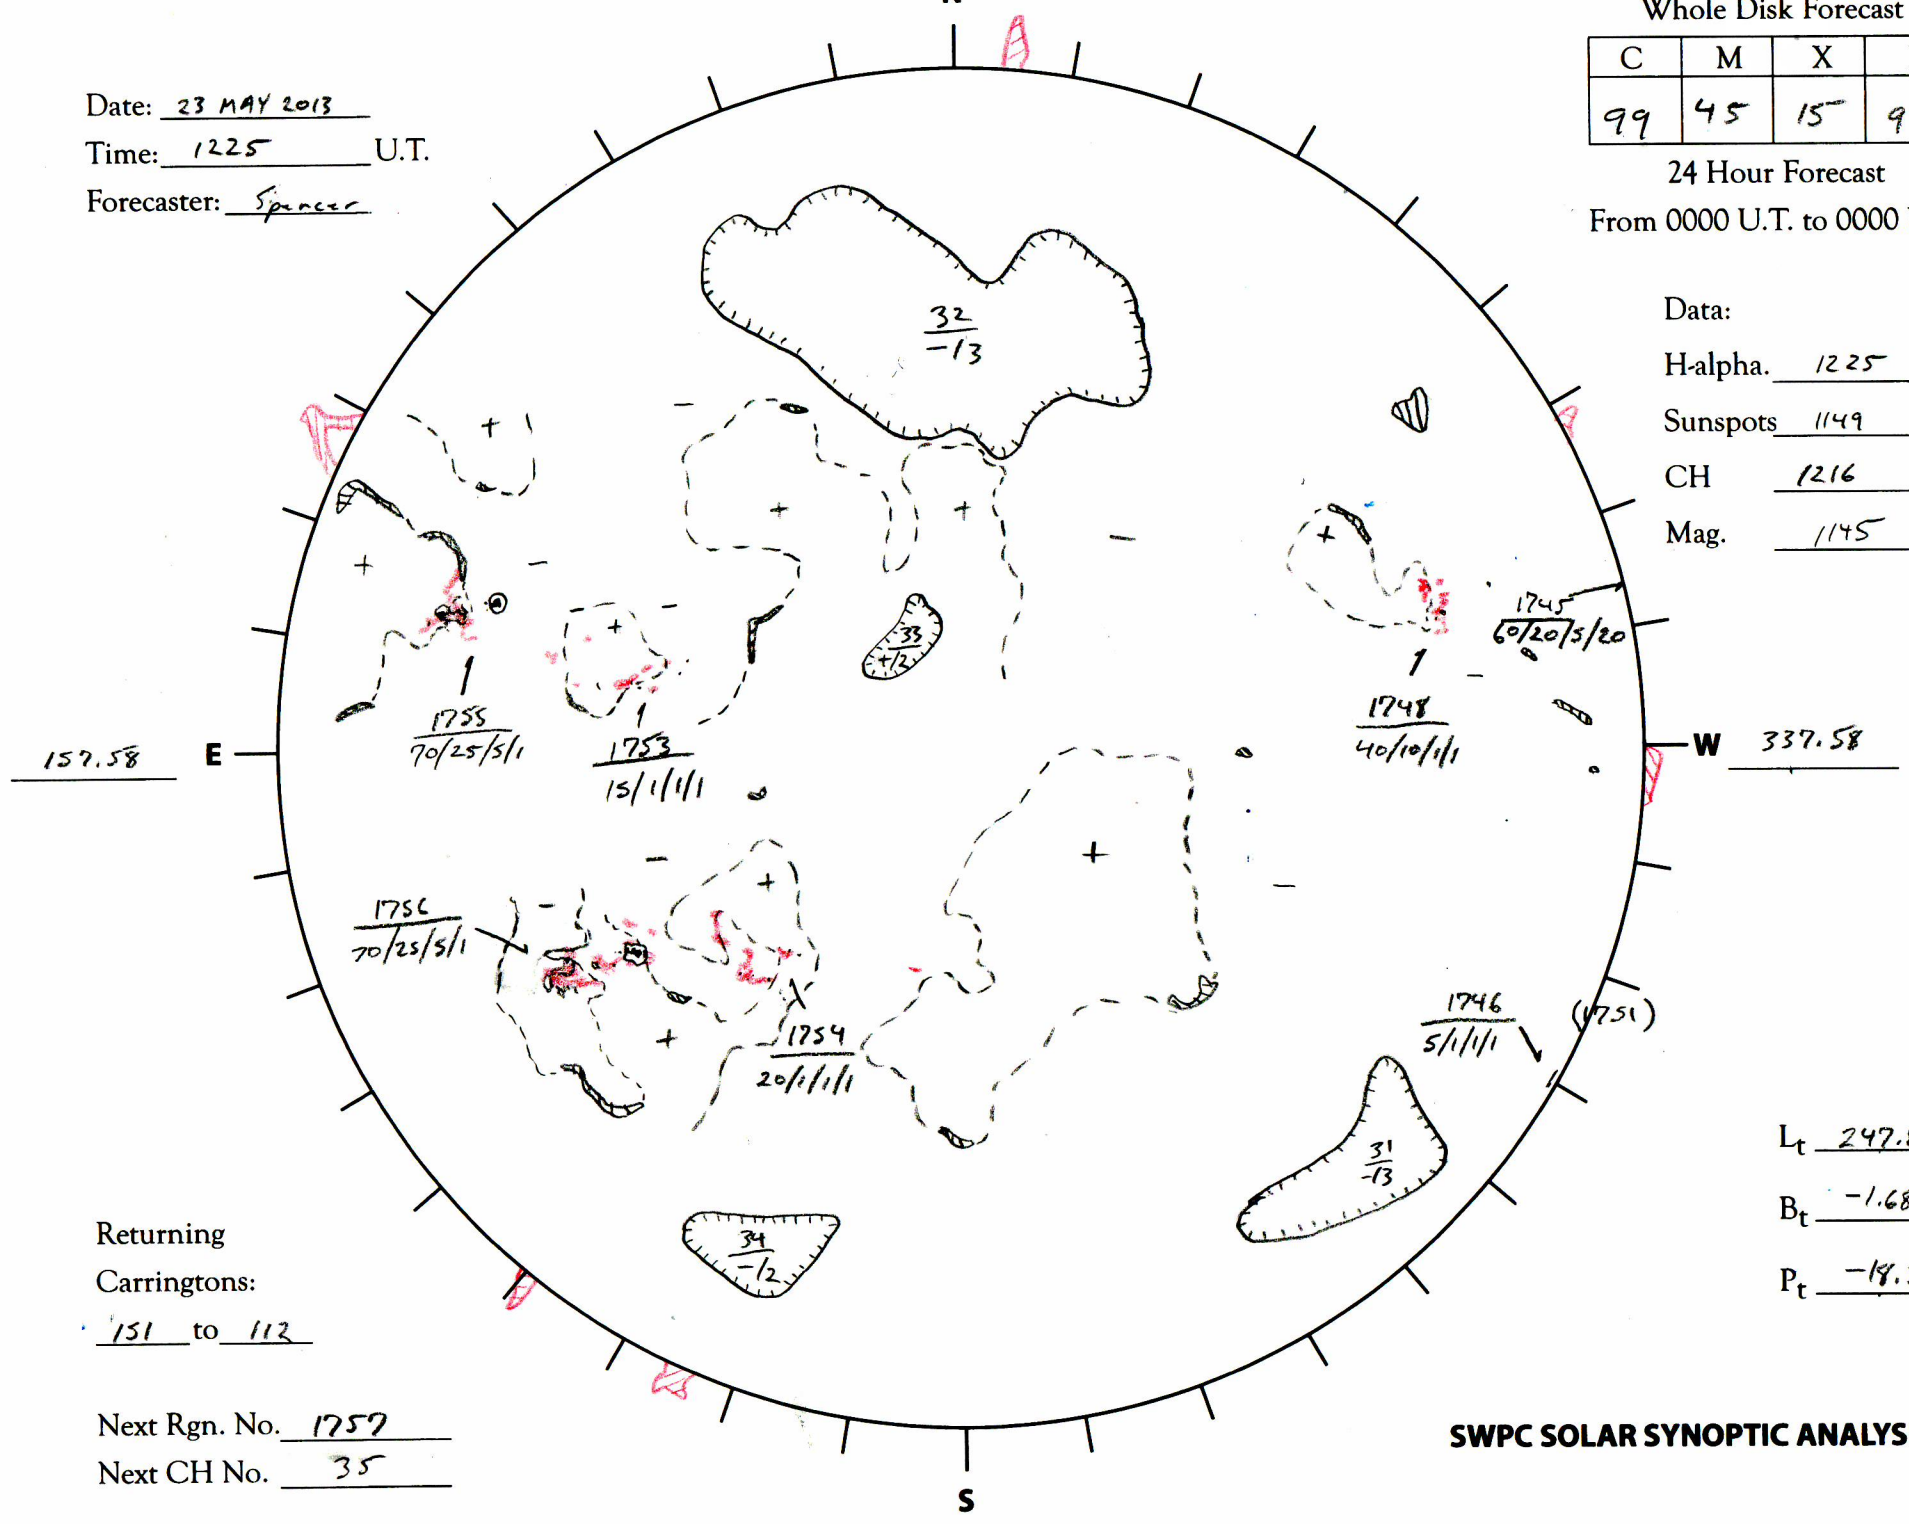 Whole Disk Forecast
C M X
99 45 15 9
24 Hour Forecast
From 0000 U.T. to 0000
Date: 23 MAY 2013
Time: 1225 U.T.
Forecaster: Spencer
Data:
H-alpha. 1225
Sunspots 1149
CH 1216
Mag. 1145
32
-13
+
-
+
+
+
-
+
-
+
-
-
33
+12
1745
60/20/5/20
1755
70/25/5/1
1753
15/1/1/1
1748
40/10/1/1
-
157.58 E
W 337.58
-
+
+
-
-
1756
70/25/5/1
+
1754
20/1/1/1
1746
5/1/1/1
(1751)
31
-13
34
-12
Lt 247.
Bt -1.68
Pt -18.
Returning
Carringtons:
151 to 112
Next Rgn. No. 1757
Next CH No. 35
SWPC SOLAR SYNOPTIC ANALYS
S